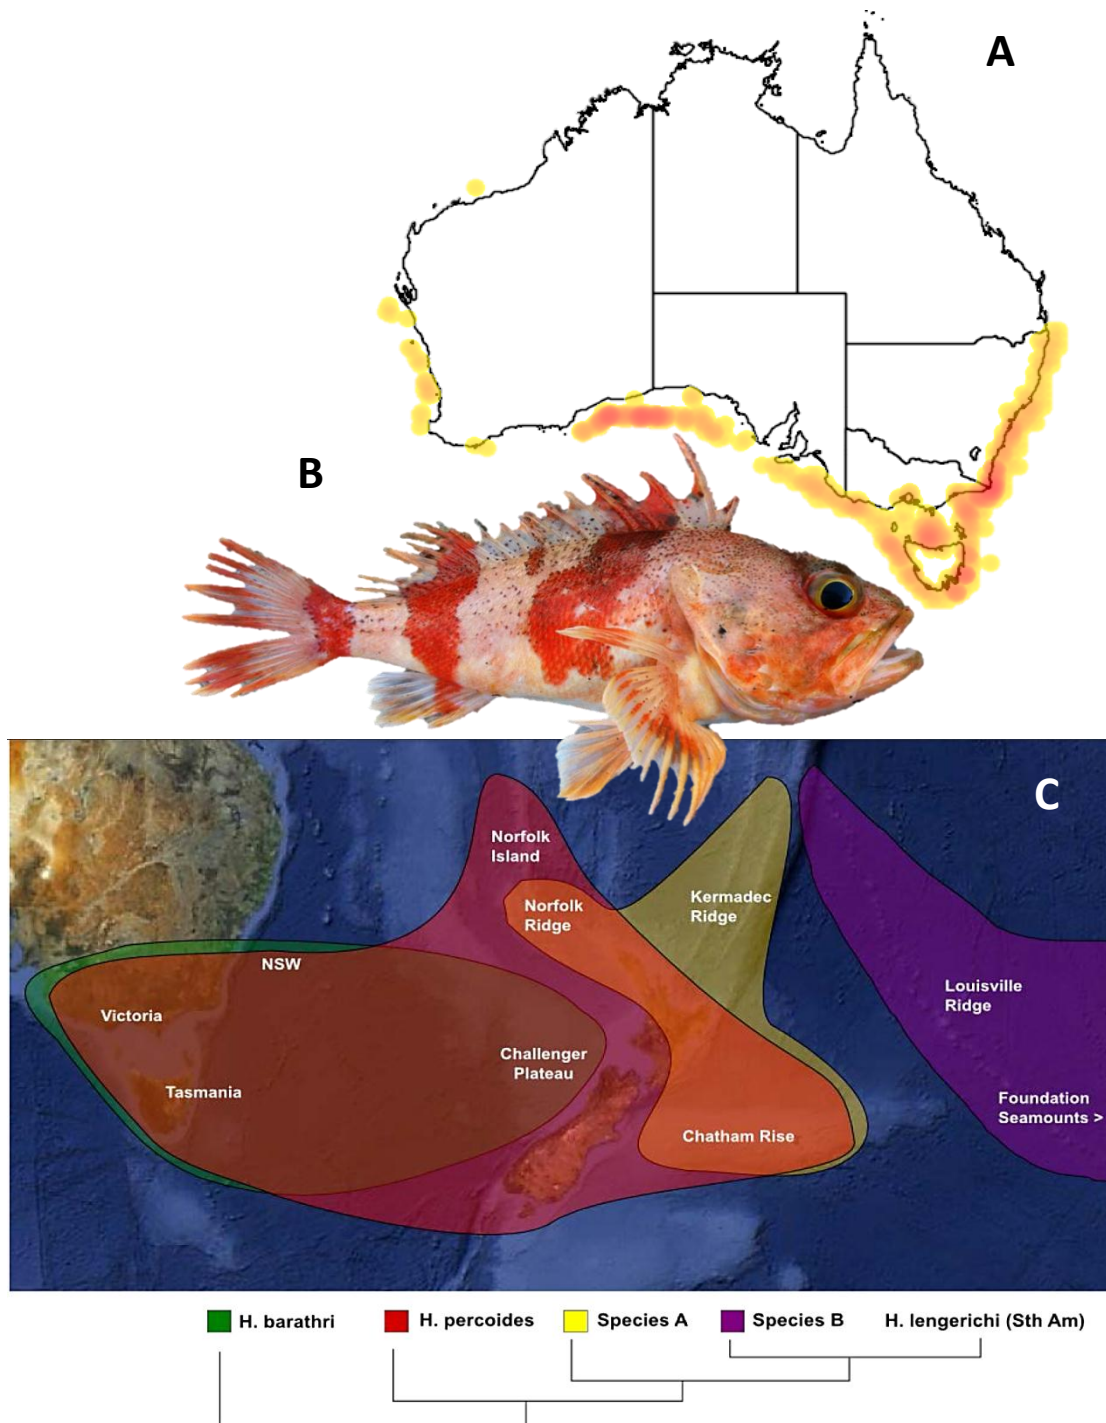 A
B
C
Norfolk
Island
Norfolk
Ridge
Kermadec
Ridge
NSW
Victoria
Tasmania
Challenger
Plateau
Chatham Rise
Louisville
Ridge
Foundation
Seamounts >
H. barathri
H. percoides
Species A
Species B
H. lengerichi (Sth Am)